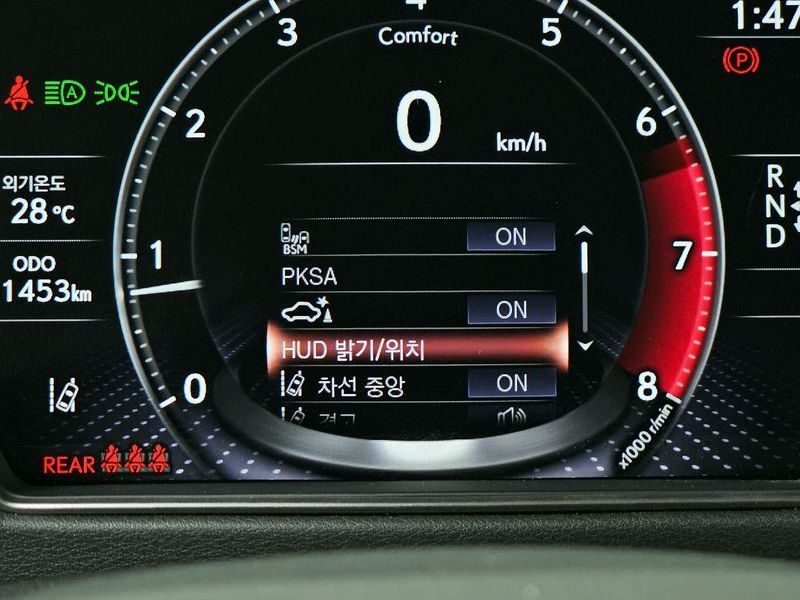 1:47
3
4
5
Comfort
P
A
2
0
6
km/h
외기온도
28 °C
R
N
D
BSM
ON
ODO
1
PKSA
7
1453km
ON
HUD 밝기/위치
0
차선 중앙
ON
8
경고
x1000 r/min
REAR